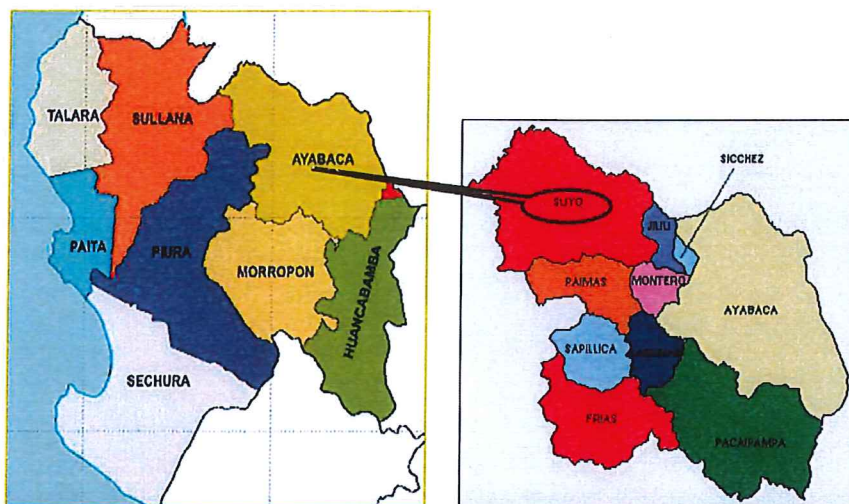 TALARA
SULLANA
AYABACA
PAITA
PIURA
MORROPON
HUANCABAMBA
SECHURA
SICCHEZ
SUYO
JILILI
PAIMAS
MONTERO
AYABACA
SAPILLICA
FRIAS
PACAIPAMPA